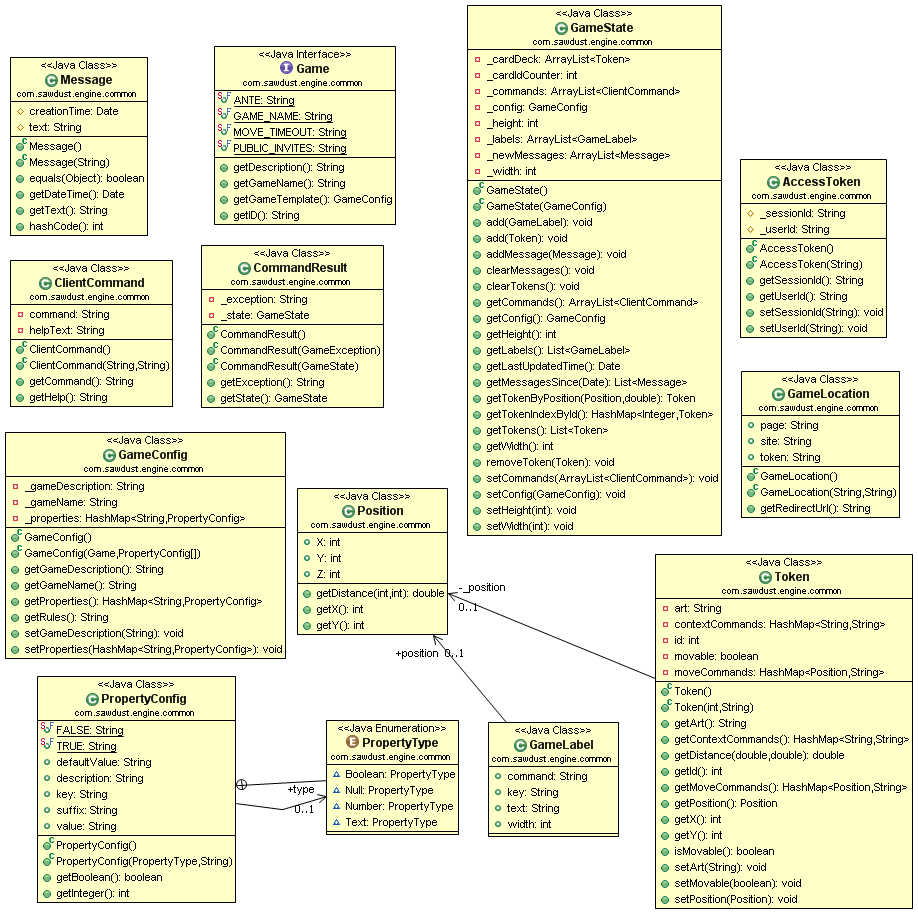 <<Java Class>>
Message
com.sawdust.engine.common
creationTime: Date
text: String
Message()
Message(String)
equals(Object): boolean
getDateTime(): Date
getText(): String
hashCode(): int
<<Java Interface>>
Game
com.sawdust.engine.common
ANTE: String
GAME_NAME: String
MOVE_TIMEOUT: String
PUBLIC_INVITES: String
getDescription(): String
getGameName(): String
getGameTemplate(): GameConfig
getID(): String
<<Java Class>>
GameState
com.sawdust.engine.common
_cardDeck: ArrayList<Token>
_cardIdCounter: int
_commands: ArrayList<ClientCommand>
_config: GameConfig
_height: int
_labels: ArrayList<GameLabel>
_newMessages: ArrayList<Message>
_width: int
GameState()
GameState(GameConfig)
add(GameLabel): void
add(Token): void
addMessage(Message): void
clearMessages(): void
clearTokens(): void
getCommands(): ArrayList<ClientCommand>
getConfig(): GameConfig
getHeight(): int
getLabels(): List<GameLabel>
getLastUpdatedTime(): Date
getMessagesSince(Date): List<Message>
getTokenByPosition(Position,double): Token
getTokenIndexById(): HashMap<Integer,Token>
getTokens(): List<Token>
getWidth(): int
removeToken(Token): void
setCommands(ArrayList<ClientCommand>): void
setConfig(GameConfig): void
setHeight(int): void
setWidth(int): void
<<Java Class>>
AccessToken
com.sawdust.engine.common
_sessionId: String
_userId: String
AccessToken()
AccessToken(String)
getSessionId(): String
getUserId(): String
setSessionId(String): void
setUserId(String): void
<<Java Class>>
ClientCommand
com.sawdust.engine.common
command: String
helpText: String
ClientCommand()
ClientCommand(String,String)
getCommand(): String
getHelp(): String
<<Java Class>>
CommandResult
com.sawdust.engine.common
_exception: String
_state: GameState
CommandResult()
CommandResult(GameException)
CommandResult(GameState)
getException(): String
getState(): GameState
<<Java Class>>
GameLocation
com.sawdust.engine.common
page: String
site: String
token: String
GameLocation()
GameLocation(String,String)
getRedirectUrl(): String
<<Java Class>>
GameConfig
com.sawdust.engine.common
_gameDescription: String
_gameName: String
_properties: HashMap<String,PropertyConfig>
GameConfig()
GameConfig(Game,PropertyConfig[])
getGameDescription(): String
getGameName(): String
getProperties(): HashMap<String,PropertyConfig>
getRules(): String
setGameDescription(String): void
setProperties(HashMap<String,PropertyConfig>): void
<<Java Class>>
Position
com.sawdust.engine.common
X: int
Y: int
Z: int
getDistance(int,int): double
getX(): int
getY(): int
-_position
0..1
+position 0..1
<<Java Class>>
Token
com.sawdust.engine.common
art: String
contextCommands: HashMap<String,String>
id: int
movable: boolean
moveCommands: HashMap<Position,String>
Token()
Token(int,String)
getArt(): String
getContextCommands(): HashMap<String,String>
getDistance(double,double): double
getId(): int
getMoveCommands(): HashMap<Position,String>
getPosition(): Position
getX(): int
getY(): int
isMovable(): boolean
setArt(String): void
setMovable(boolean): void
setPosition(Position): void
<<Java Class>>
PropertyConfig
com.sawdust.engine.common
FALSE: String
TRUE: String
defaultValue: String
description: String
key: String
suffix: String
value: String
PropertyConfig()
PropertyConfig(PropertyType,String)
getBoolean(): boolean
getInteger(): int
+type
0..1
<<Java Enumeration>>
PropertyType
com.sawdust.engine.common
Boolean: PropertyType
Null: PropertyType
Number: PropertyType
Text: PropertyType
<<Java Class>>
GameLabel
com.sawdust.engine.common
command: String
key: String
text: String
width: int